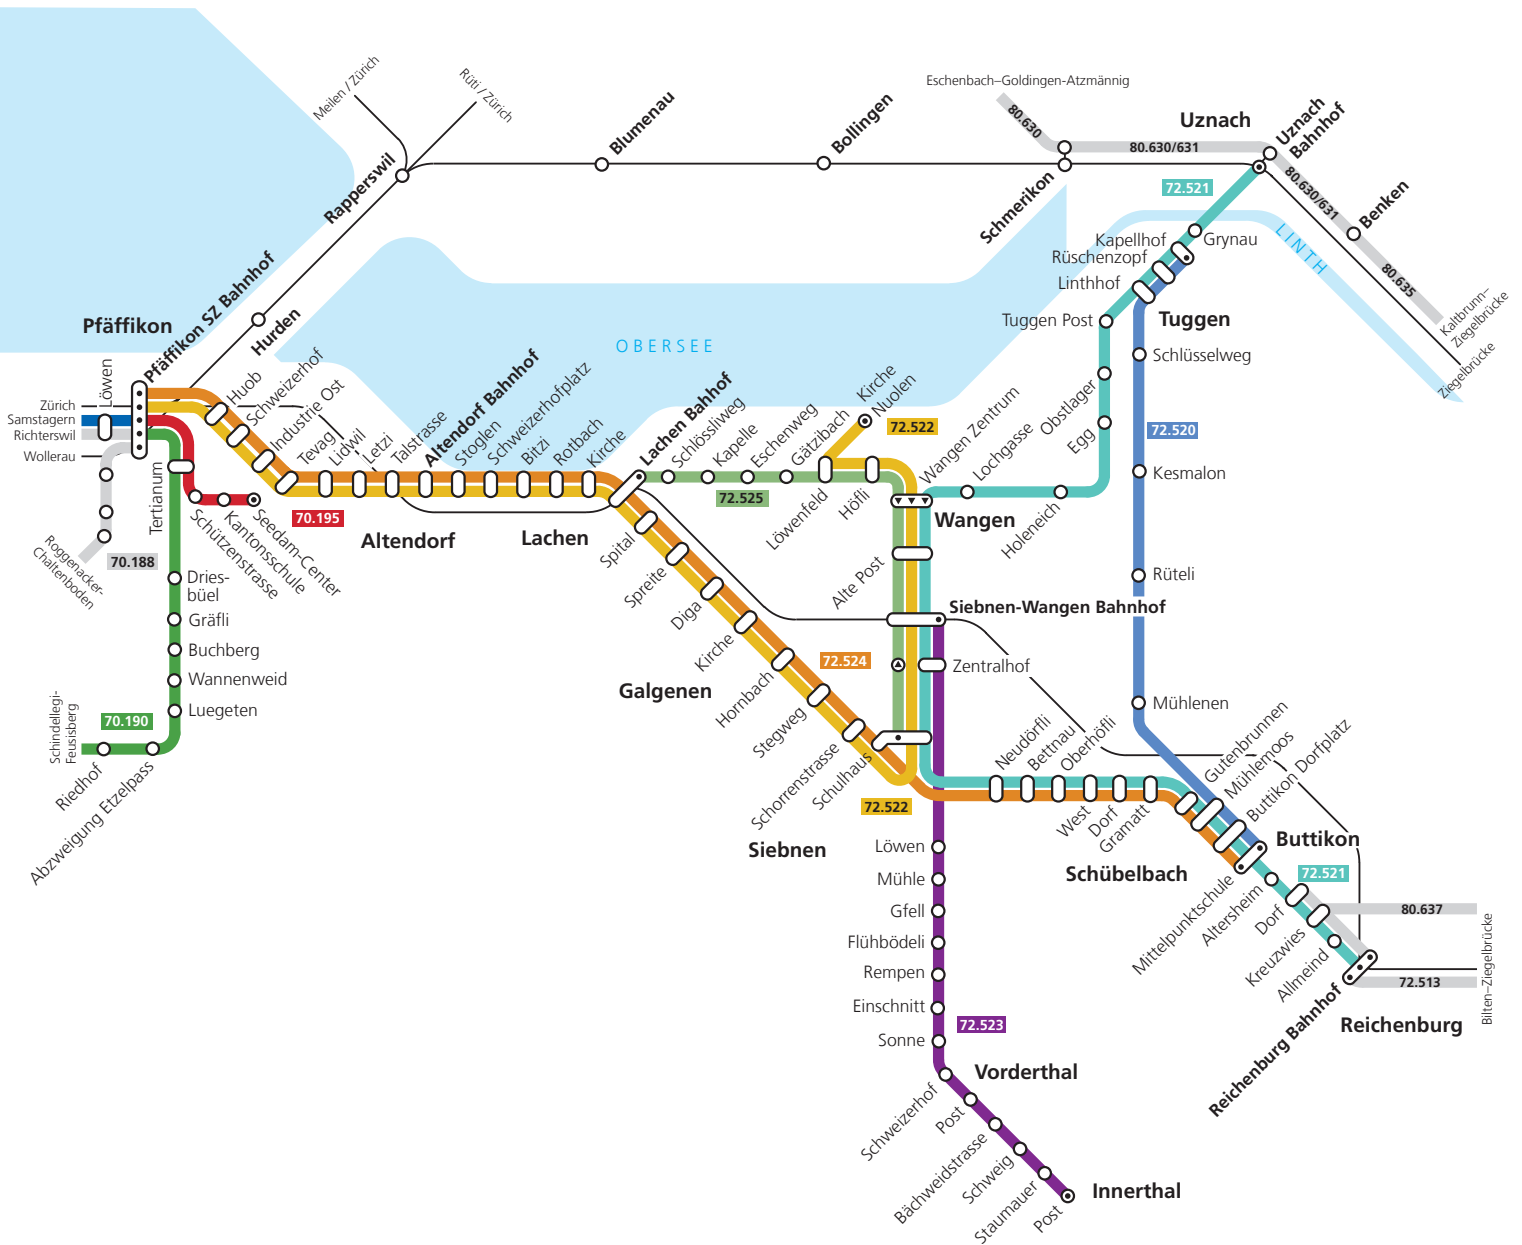 Eschenbach–Goldingen-Atzmännig
Meilen / Zürich
Rüti / Zürich
Blumenau
Bollingen
80.630
Uznach
80.630/631
Uznach
Bahnhof
80.630/631
Benken
80.635
Kaltbrunn–
Ziegelbrücke
Ziegelbrücke
Rapperswil
Schmerikon
72.521
LINTH
Kapellhof
Grynau
Rüschenzopf
Linthhof
Tuggen Post
Tuggen
Pfäffikon
Pfäffikon SZ Bahnhof
Hurden
OBERSEE
Schlüsselweg
Obstlager
Egg
72.520
Kesmalon
Rüteli
Mühlenen
Löwen
Zürich
Samstagern
Richterswil
Wollerau
Huob
Schweizerhof
Industrie Ost
Tevag
Lidwil
Letzi
Talstrasse
Altendorf Bahnhof
Stoglen
Schweizerhofplatz
Bitzi
Rotbach
Kirche
Lachen Bahnhof
Schlössliweg
Kapelle
Eschenweg
Gätzibach
Kirche
Nuolen
72.522
72.525
Löwenfeld
Höfli
Wangen Zentrum
Lochgasse
Holeneich
Wangen
Tertianum
70.195
Altendorf
Lachen
Schützenstrasse
Kantonsschule
Seedam-Center
70.188
Roggenacker-
Chaltenboden
Dries-
büel
Gräfli
Buchberg
Wannenweid
Luegeten
70.190
Schindellegi-
Feusisberg
Riedhof
Abzweigung Etzelpass
Spital
Spreite
Diga
Kirche
Hornbach
Stegweg
Schorrenstrasse
Schulhaus
Galgenen
72.524
Alte Post
Siebnen-Wangen Bahnhof
Zentralhof
72.522
Siebnen
Neudörfli
Bettnau
Oberhöfli
West
Dorf
Gramatt
Schübelbach
Gutenbrunnen
Mühlemoos
Buttikon Dorfplatz
Buttikon
72.521
Mittelpunktschule
Altersheim
Dorf
Kreuzwies
Allmeind
80.637
72.513
Bilten–Ziegelbrücke
Reichenburg Bahnhof
Reichenburg
Löwen
Mühle
Gfell
Flühbödeli
Rempen
Einschnitt
Sonne
72.523
Vorderthal
Schweizerhof
Post
Bächweidstrasse
Schweig
Staumauer
Post
Innerthal